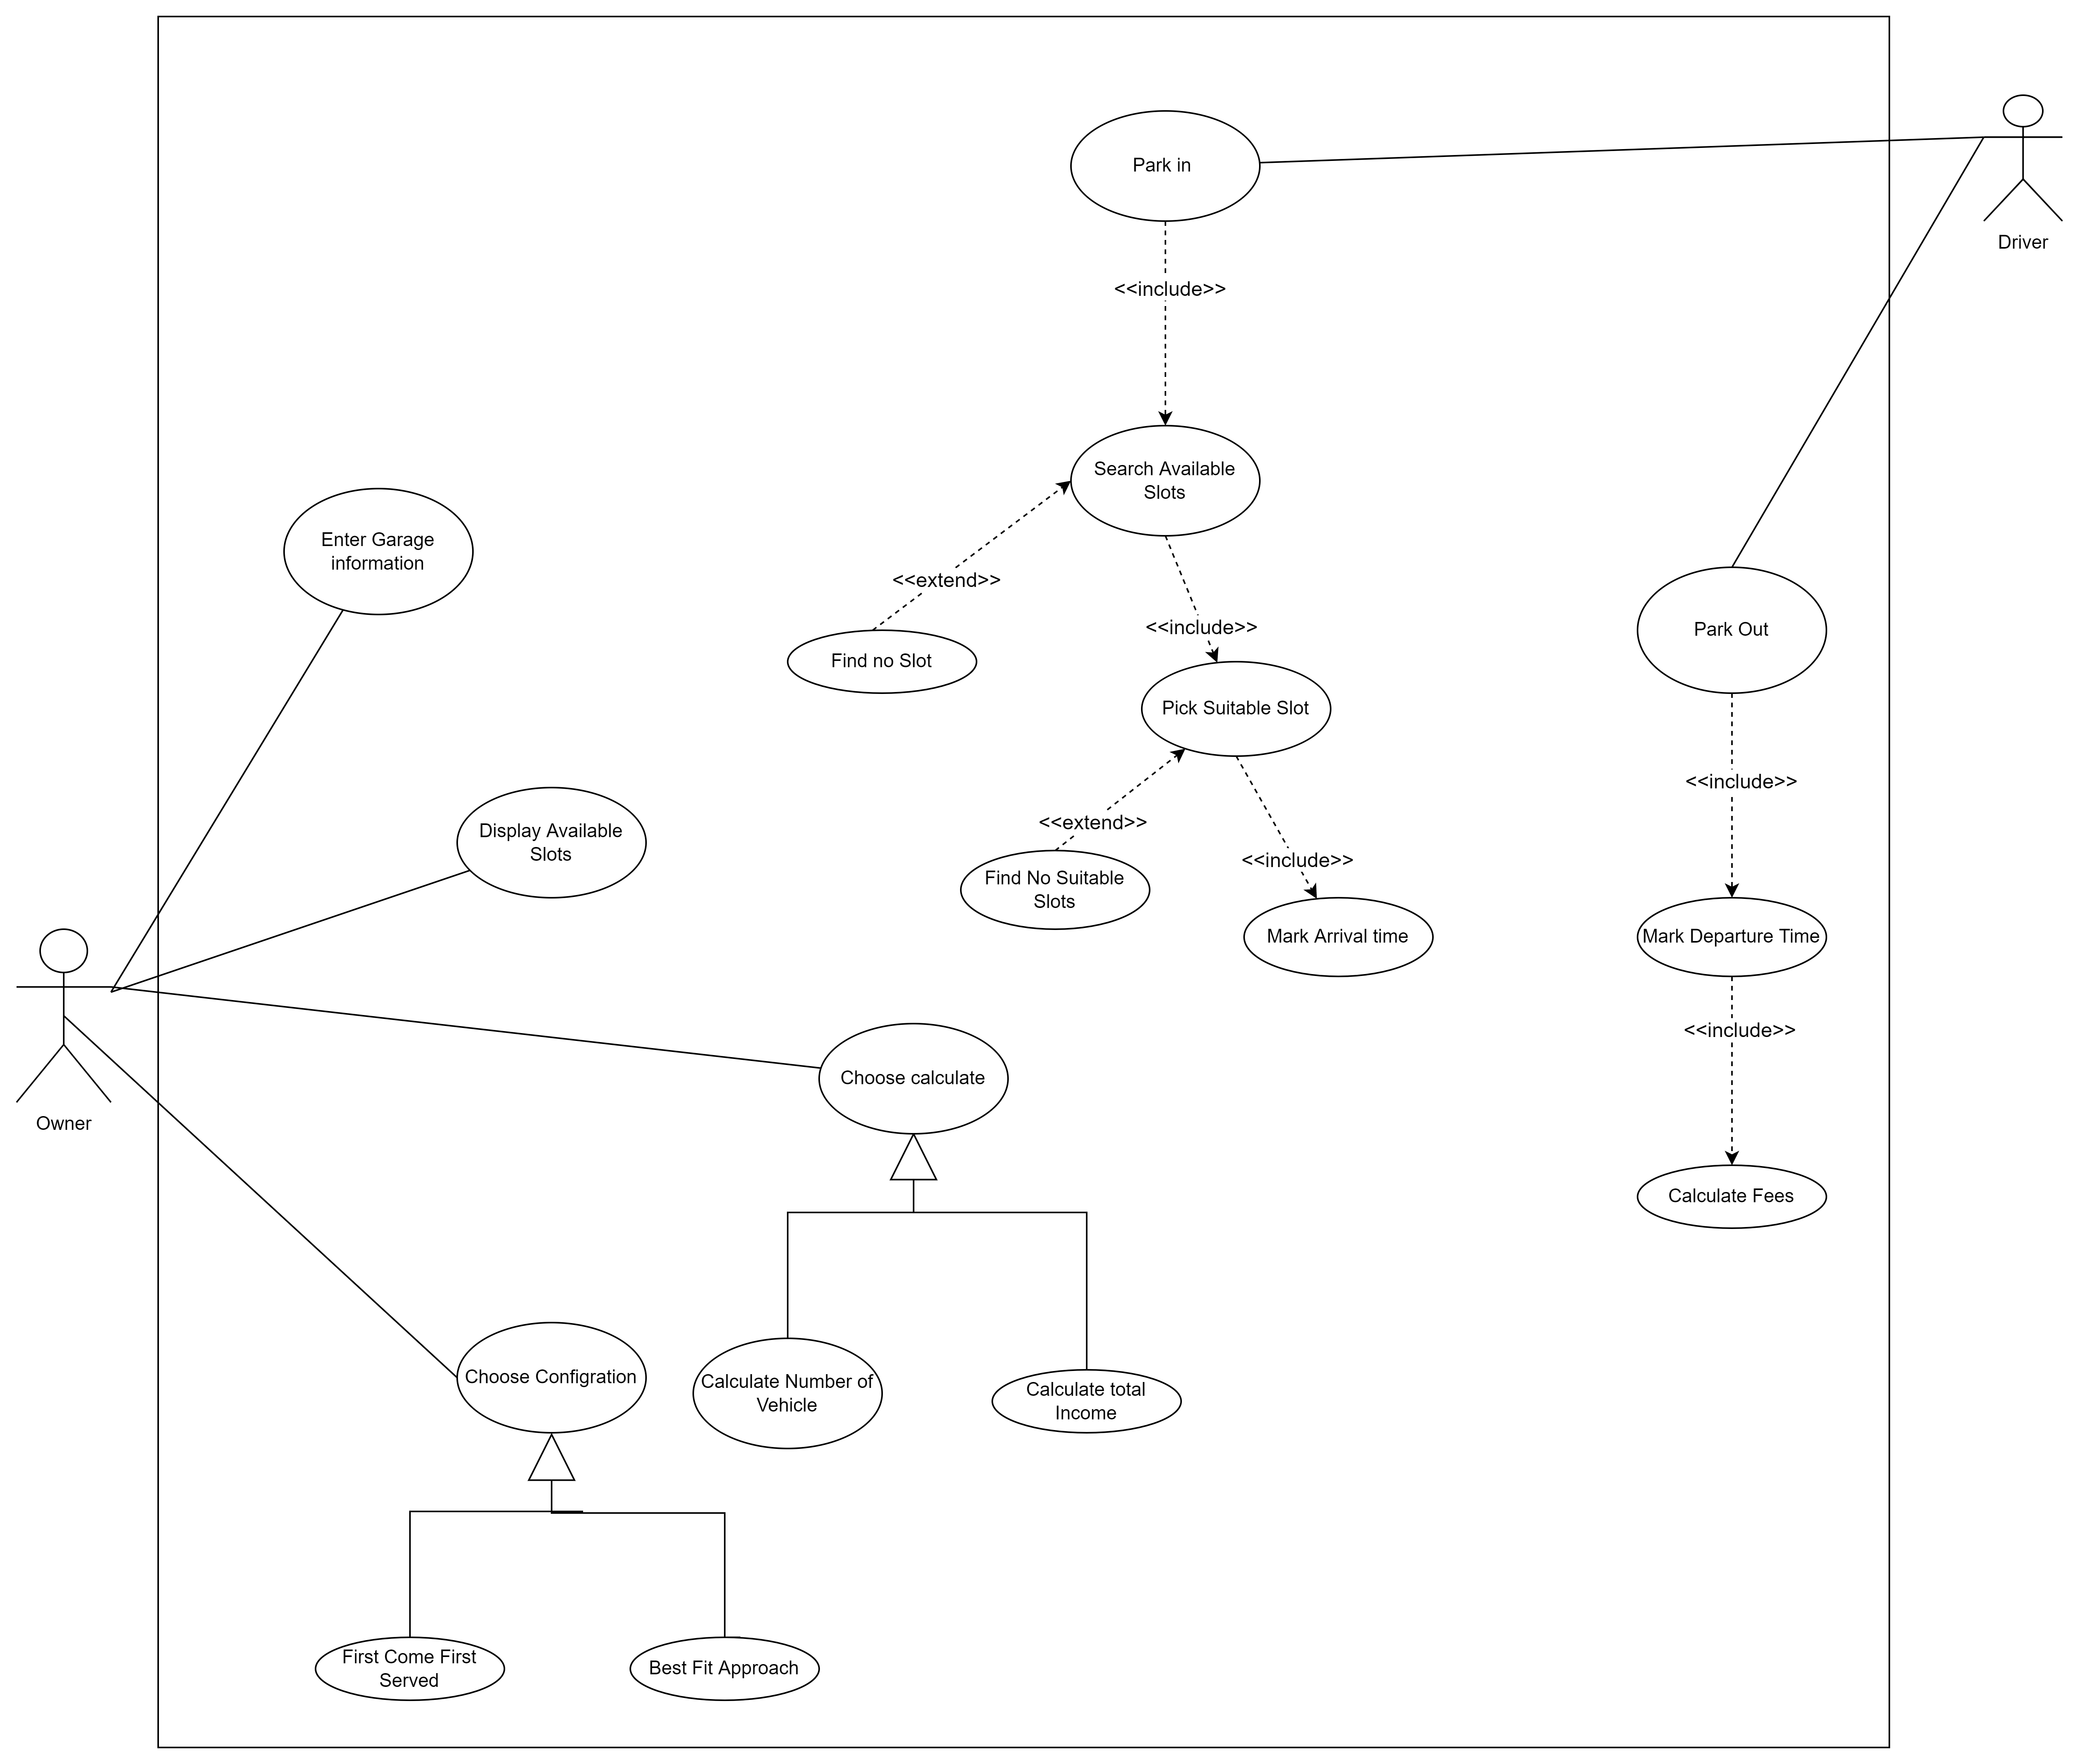 Park in
Driver
<<include>>
Search Available
Slots
Enter Garage
information
<<extend>>
<<include>>
Park Out
Find no Slot
Pick Suitable Slot
<<include>>
Display Available
Slots
<<extend>>
<<include>>
Find No Suitable
Slots
Mark Arrival time
Mark Departure Time
<<include>>
Choose calculate
Owner
Calculate Fees
Choose Configration
Calculate Number of
Vehicle
Calculate total
Income
First Come First
Served
Best Fit Approach